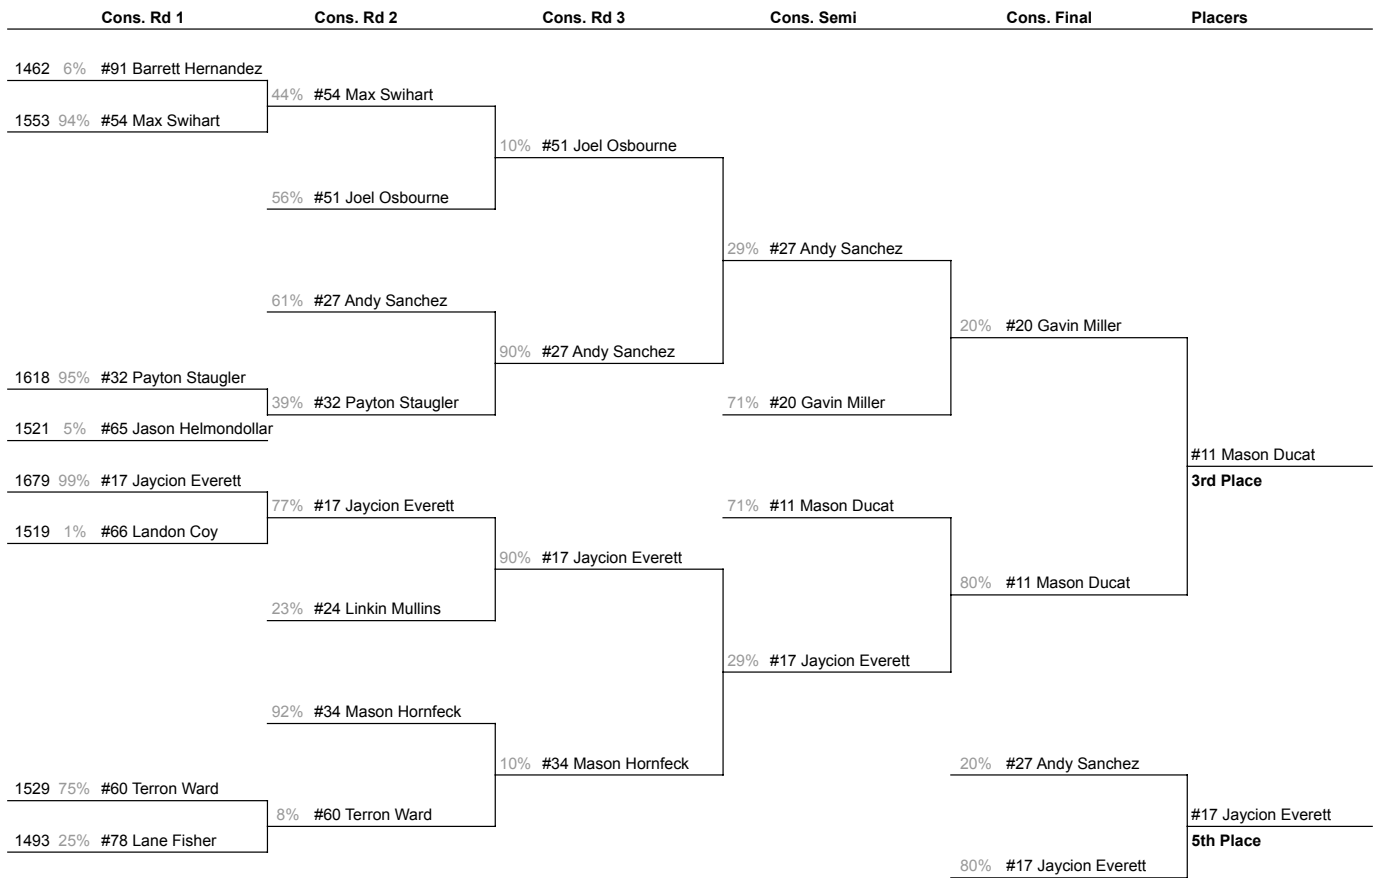 Cons. Rd 1 Cons. Rd 2 Cons. Rd 3 Cons. Semi Cons. Final Placers
1462 6% #91 Barrett Hernandez
44% #54 Max Swihart
1553 94% #54 Max Swihart
10% #51 Joel Osbourne
56% #51 Joel Osbourne
29% #27 Andy Sanchez
61% #27 Andy Sanchez
20% #20 Gavin Miller
90% #27 Andy Sanchez
1618 95% #32 Payton Staugler
39% #32 Payton Staugler
71% #20 Gavin Miller
1521 5% #65 Jason Helmondollar
#11 Mason Ducat
3rd Place
1679 99% #17 Jaycion Everett
77% #17 Jaycion Everett
71% #11 Mason Ducat
1519 1% #66 Landon Coy
90% #17 Jaycion Everett
80% #11 Mason Ducat
23% #24 Linkin Mullins
29% #17 Jaycion Everett
92% #34 Mason Hornfeck
10% #34 Mason Hornfeck
20% #27 Andy Sanchez
1529 75% #60 Terron Ward
8% #60 Terron Ward
#17 Jaycion Everett
1493 25% #78 Lane Fisher
5th Place
80% #17 Jaycion Everett